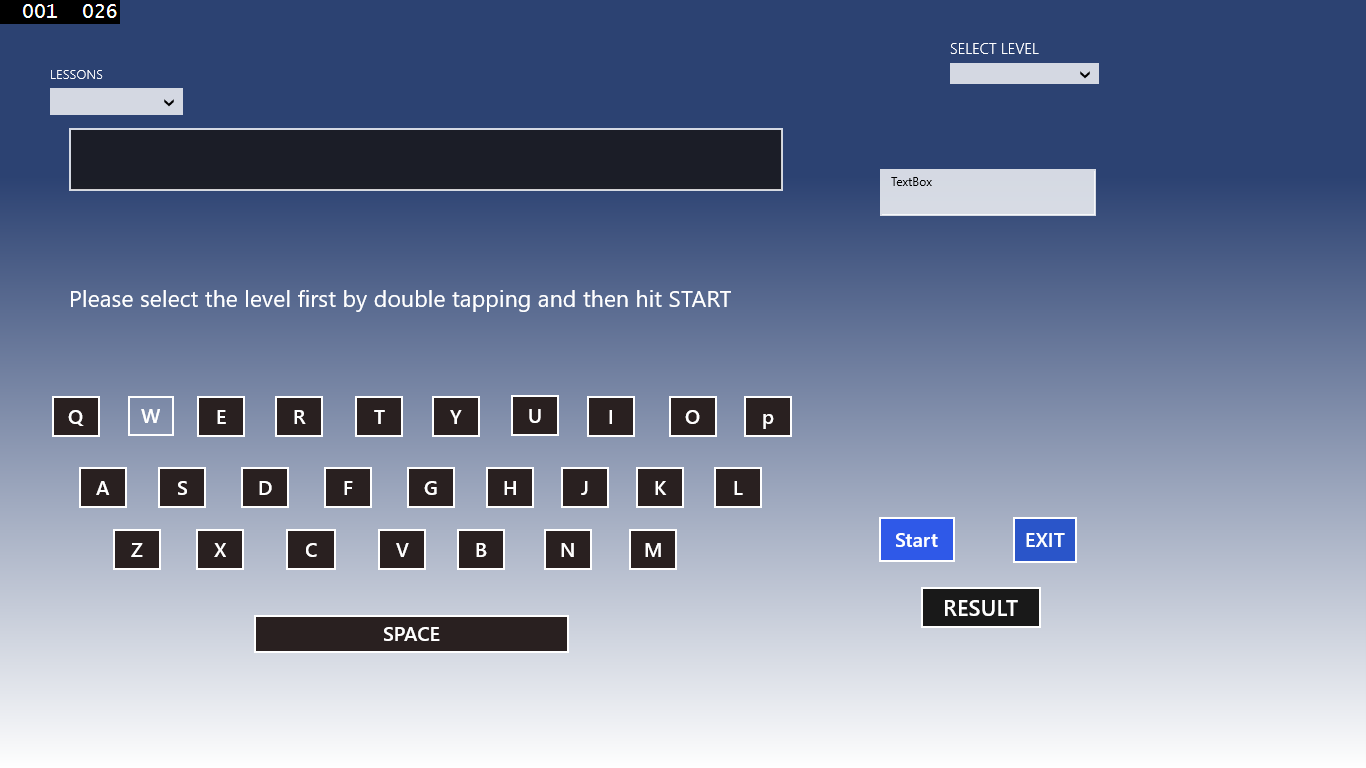 001 026
SELECT LEVEL
LESSONS
TextBox
Please select the level first by double tapping and then hit START
Q W E R T Y U I O p
A S D F G H J K L
Z X C V B N M
Start EXIT
RESULT
SPACE